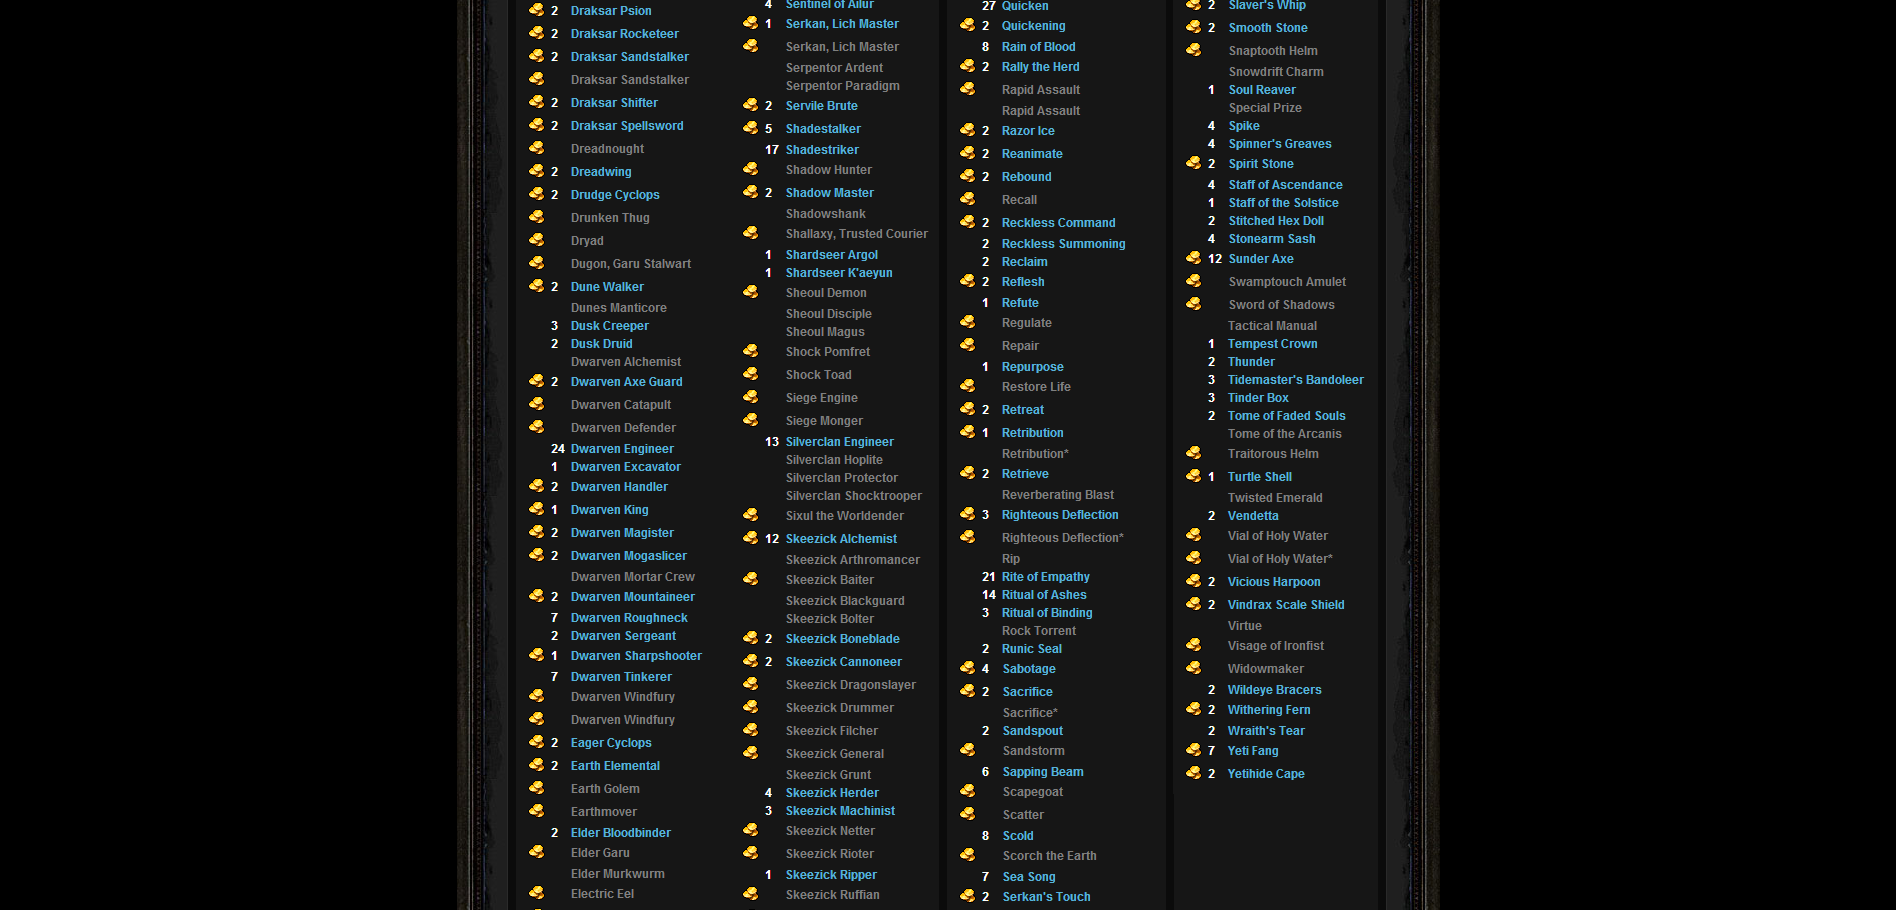 2 Draksar Psion
2 Draksar Rocketeer
2 Draksar Sandstalker
Draksar Sandstalker
2 Draksar Shifter
2 Draksar Spellsword
Dreadnought
2 Dreadwing
2 Drudge Cyclops
Drunken Thug
Dryad
Dugon, Garu Stalwart
2 Dune Walker
Dunes Manticore
3 Dusk Creeper
2 Dusk Druid
Dwarven Alchemist
2 Dwarven Axe Guard
Dwarven Catapult
Dwarven Defender
24 Dwarven Engineer
1 Dwarven Excavator
2 Dwarven Handler
1 Dwarven King
2 Dwarven Magister
2 Dwarven Mogaslicer
Dwarven Mortar Crew
2 Dwarven Mountaineer
7 Dwarven Roughneck
2 Dwarven Sergeant
1 Dwarven Sharpshooter
7 Dwarven Tinkerer
Dwarven Windfury
Dwarven Windfury
2 Eager Cyclops
2 Earth Elemental
Earth Golem
Earthmover
2 Elder Bloodbinder
Elder Garu
Elder Murkwurm
Electric Eel
4 Sentinel of Ailur
1 Serkan, Lich Master
Serkan, Lich Master
Serpentor Ardent
Serpentor Paradigm
2 Servile Brute
5 Shadestalker
17 Shadestriker
Shadow Hunter
2 Shadow Master
Shadowshank
Shallaxy, Trusted Courier
1 Shardseer Argol
1 Shardseer K'aeyun
Sheoul Demon
Sheoul Disciple
Sheoul Magus
Shock Pomfret
Shock Toad
Siege Engine
Siege Monger
13 Silverclan Engineer
Silverclan Hoplite
Silverclan Protector
Silverclan Shocktrooper
Sixul the Worldender
12 Skeezick Alchemist
Skeezick Arthromancer
Skeezick Baiter
Skeezick Blackguard
Skeezick Bolter
2 Skeezick Boneblade
2 Skeezick Cannoneer
Skeezick Dragonslayer
Skeezick Drummer
Skeezick Filcher
Skeezick General
Skeezick Grunt
4 Skeezick Herder
3 Skeezick Machinist
Skeezick Netter
Skeezick Rioter
1 Skeezick Ripper
Skeezick Ruffian
27 Quicken
2 Quickening
8 Rain of Blood
2 Rally the Herd
Rapid Assault
Rapid Assault
2 Razor Ice
2 Reanimate
2 Rebound
Recall
2 Reckless Command
2 Reckless Summoning
2 Reclaim
2 Reflesh
1 Refute
Regulate
Repair
1 Repurpose
Restore Life
2 Retreat
1 Retribution
Retribution*
2 Retrieve
Reverberating Blast
3 Righteous Deflection
Righteous Deflection*
Rip
21 Rite of Empathy
14 Ritual of Ashes
3 Ritual of Binding
Rock Torrent
2 Runic Seal
4 Sabotage
2 Sacrifice
Sacrifice*
2 Sandspout
Sandstorm
6 Sapping Beam
Scapegoat
Scatter
8 Scold
Scorch the Earth
7 Sea Song
2 Serkan's Touch
2 Slaver's Whip
2 Smooth Stone
Snaptooth Helm
Snowdrift Charm
1 Soul Reaver
Special Prize
4 Spike
4 Spinner's Greaves
2 Spirit Stone
4 Staff of Ascendance
1 Staff of the Solstice
2 Stitched Hex Doll
4 Stonearm Sash
12 Sunder Axe
Swamptouch Amulet
Sword of Shadows
Tactical Manual
1 Tempest Crown
2 Thunder
3 Tidemaster's Bandoleer
3 Tinder Box
2 Tome of Faded Souls
Tome of the Arcanis
Traitorous Helm
1 Turtle Shell
Twisted Emerald
2 Vendetta
Vial of Holy Water
Vial of Holy Water*
2 Vicious Harpoon
2 Vindrax Scale Shield
Virtue
Visage of Ironfist
Widowmaker
2 Wildeye Bracers
2 Withering Fern
2 Wraith's Tear
7 Yeti Fang
2 Yetihide Cape